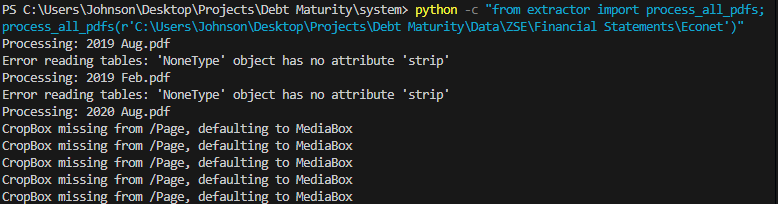 PS C:\Users\Johnson\Desktop\Projects\Debt Maturity\system> python -c "from extractor import process_all_pdfs;
process_all_pdfs(r'C:\Users\Johnson\Desktop\Projects\Debt Maturity\Data\ZSE\Financial Statements\Econet')"
Processing: 2019 Aug.pdf
Error reading tables: 'NoneType' object has no attribute 'strip'
Processing: 2019 Feb.pdf
Error reading tables: 'NoneType' object has no attribute 'strip'
Processing: 2020 Aug.pdf
CropBox missing from /Page, defaulting to MediaBox
CropBox missing from /Page, defaulting to MediaBox
CropBox missing from /Page, defaulting to MediaBox
CropBox missing from /Page, defaulting to MediaBox
CropBox missing from /Page, defaulting to MediaBox